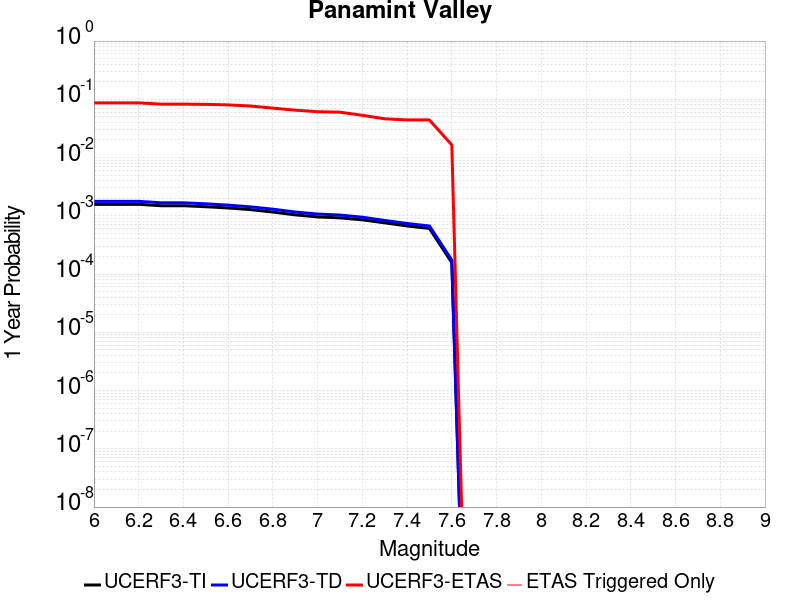 Panamint Valley
10^0
10^-1
10^-2
10^-3
10^-4
10^-5
10^-6
10^-7
10^-8
1 Year Probability
6 6.2 6.4 6.6 6.8 7 7.2 7.4 7.6 7.8 8 8.2 8.4 8.6 8.8 9
Magnitude
UCERF3-TI UCERF3-TD UCERF3-ETAS ETAS Triggered Only